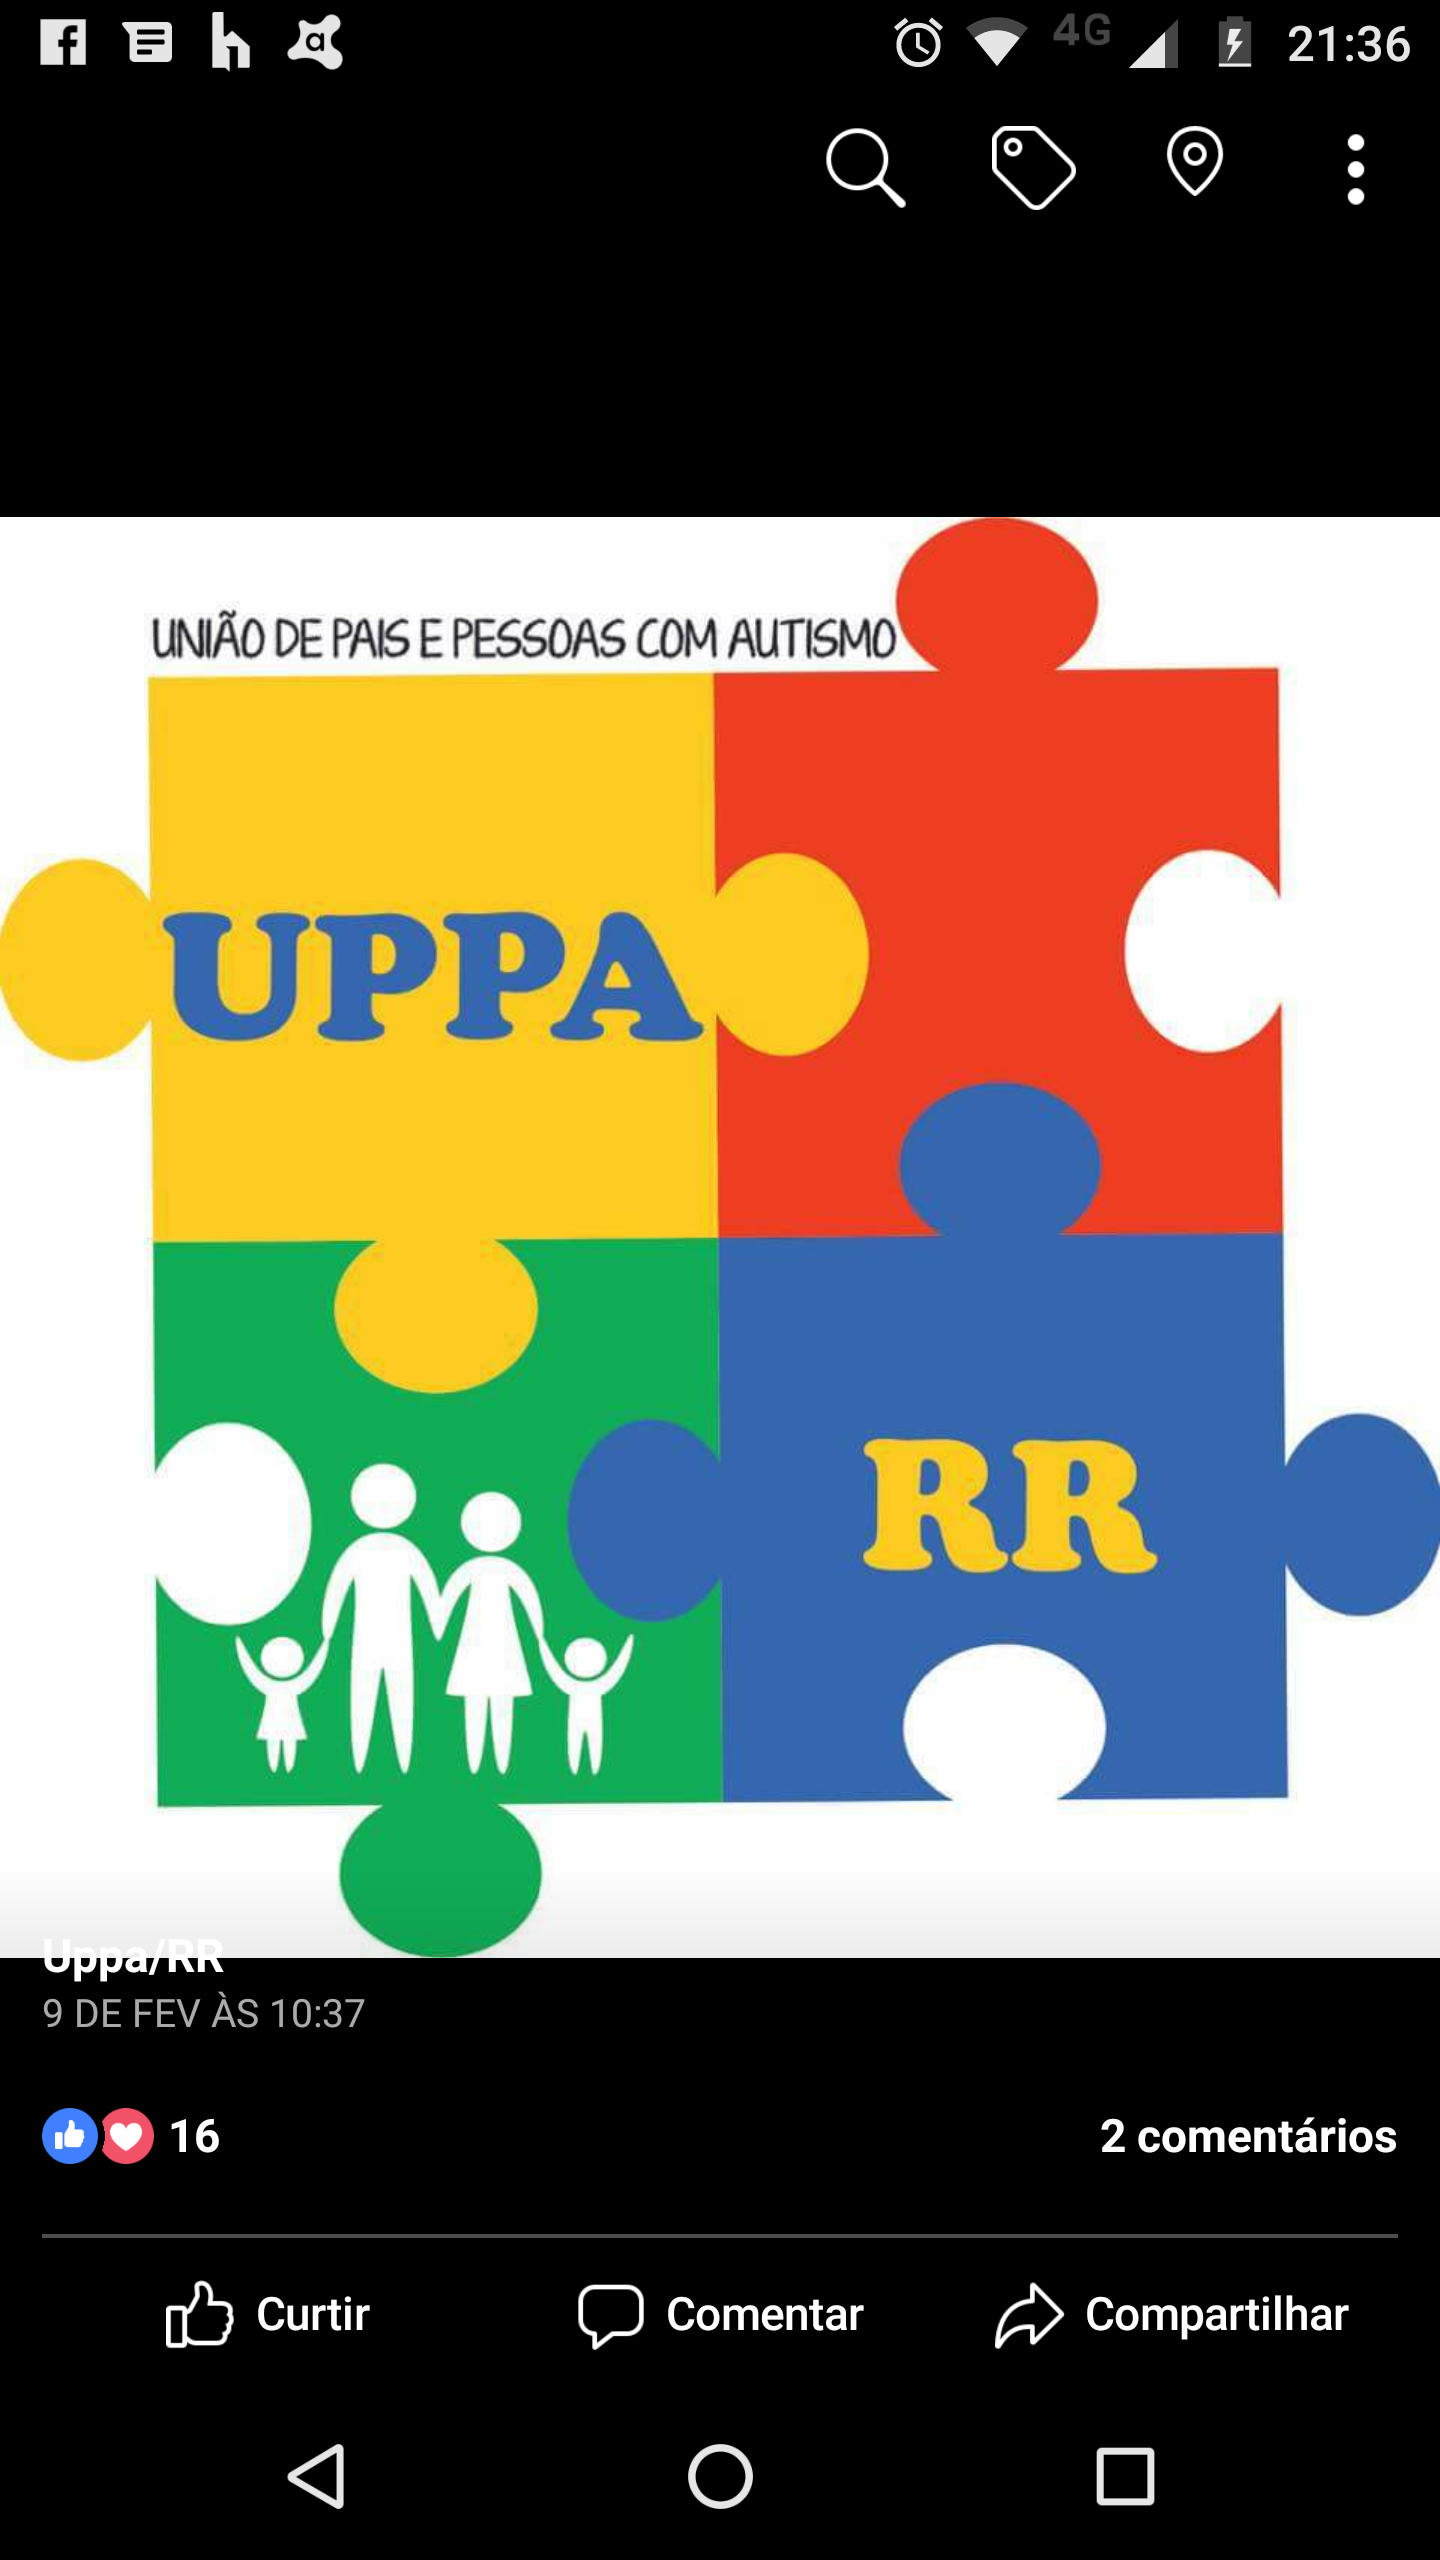 4G 21:36
UNIÃO DE PAIS E PESSOAS COM AUTISMO
UPPA
RR
Uppa/RR
9 DE FEV ÀS 10:37
16 2 comentários
Curtir Comentar Compartilhar